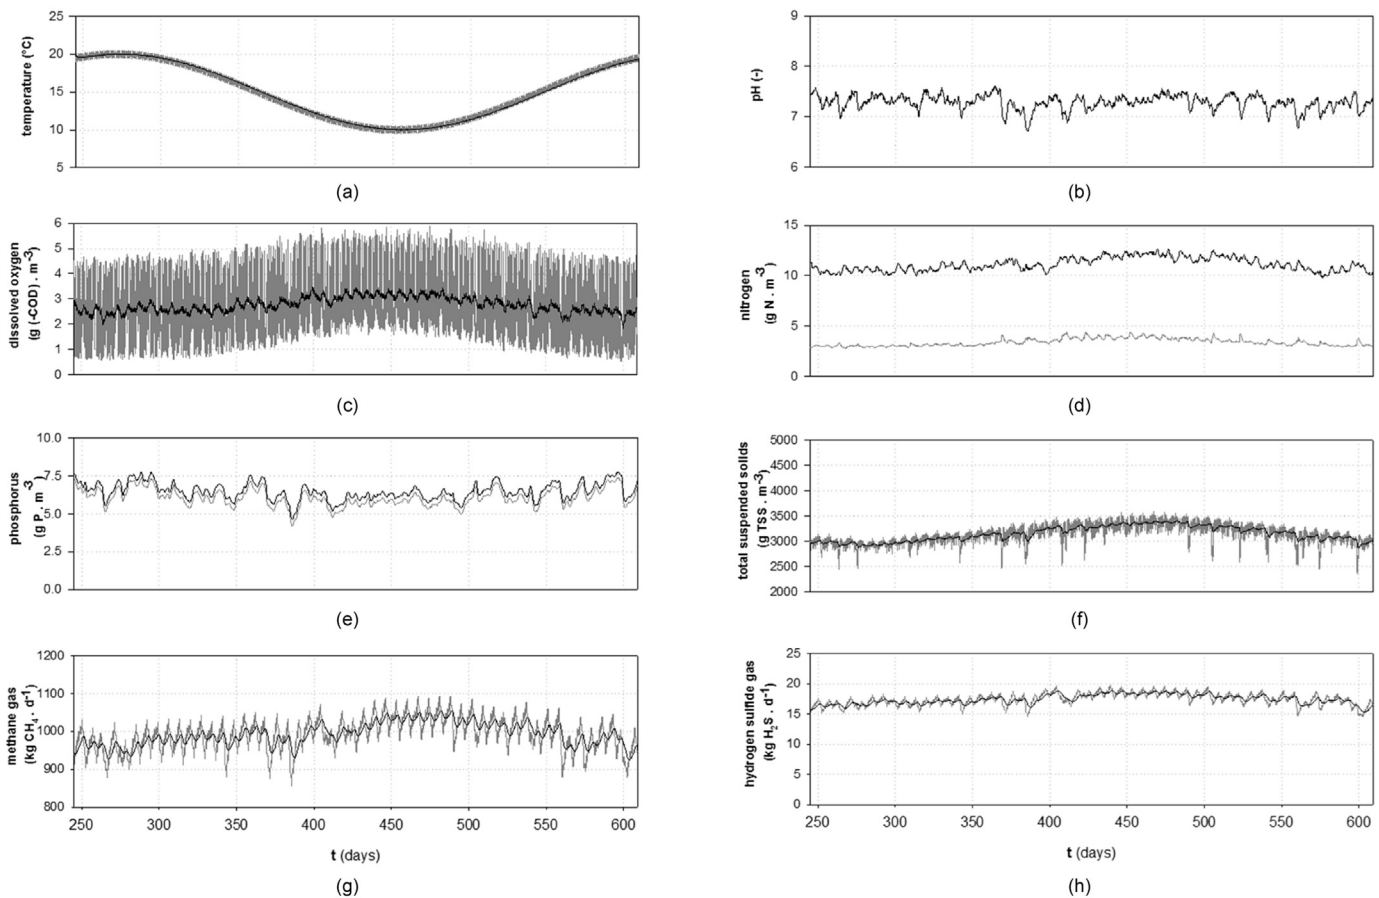 temperature (°C)
25
20
15
10
5
(a)
pH (-)
9
8
7
6
(b)
dissolved oxygen
(g (-COD) . m⁻³)
6
5
4
3
2
1
0
(c)
nitrogen
(g N . m⁻³)
15
10
5
0
(d)
phosphorus
(g P . m⁻³)
10.0
7.5
5.0
2.5
0.0
(e)
total suspended solids
(g TSS . m⁻³)
5000
4500
4000
3500
3000
2500
2000
(f)
methane gas
(kg CH₄ . d⁻¹)
1200
1100
1000
900
800
250 300 350 400 450 500 550 600
t (days)
(g)
hydrogen sulfide gas
(kg H₂S . d⁻¹)
25
20
15
10
5
0
250 300 350 400 450 500 550 600
t (days)
(h)